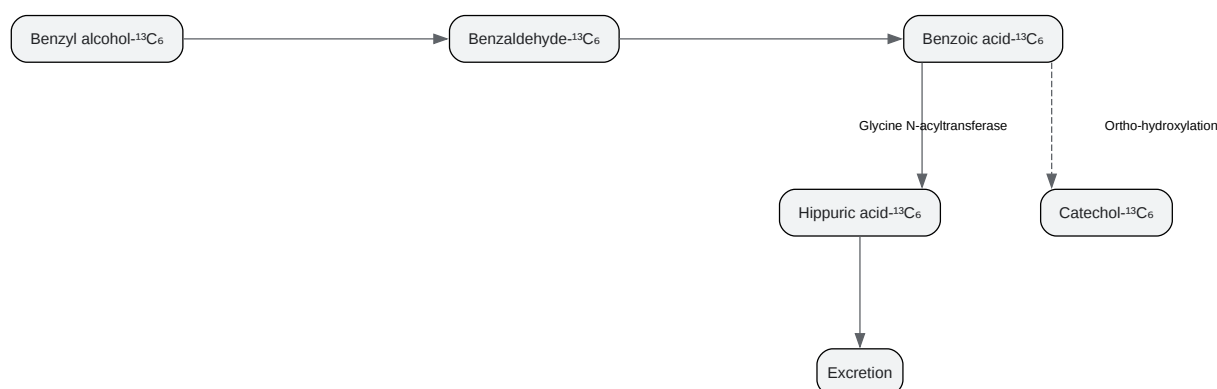 Benzyl alcohol-¹³C₆
Benzaldehyde-¹³C₆
Benzoic acid-¹³C₆
Glycine N-acyltransferase
Ortho-hydroxylation
Hippuric acid-¹³C₆
Catechol-¹³C₆
Excretion